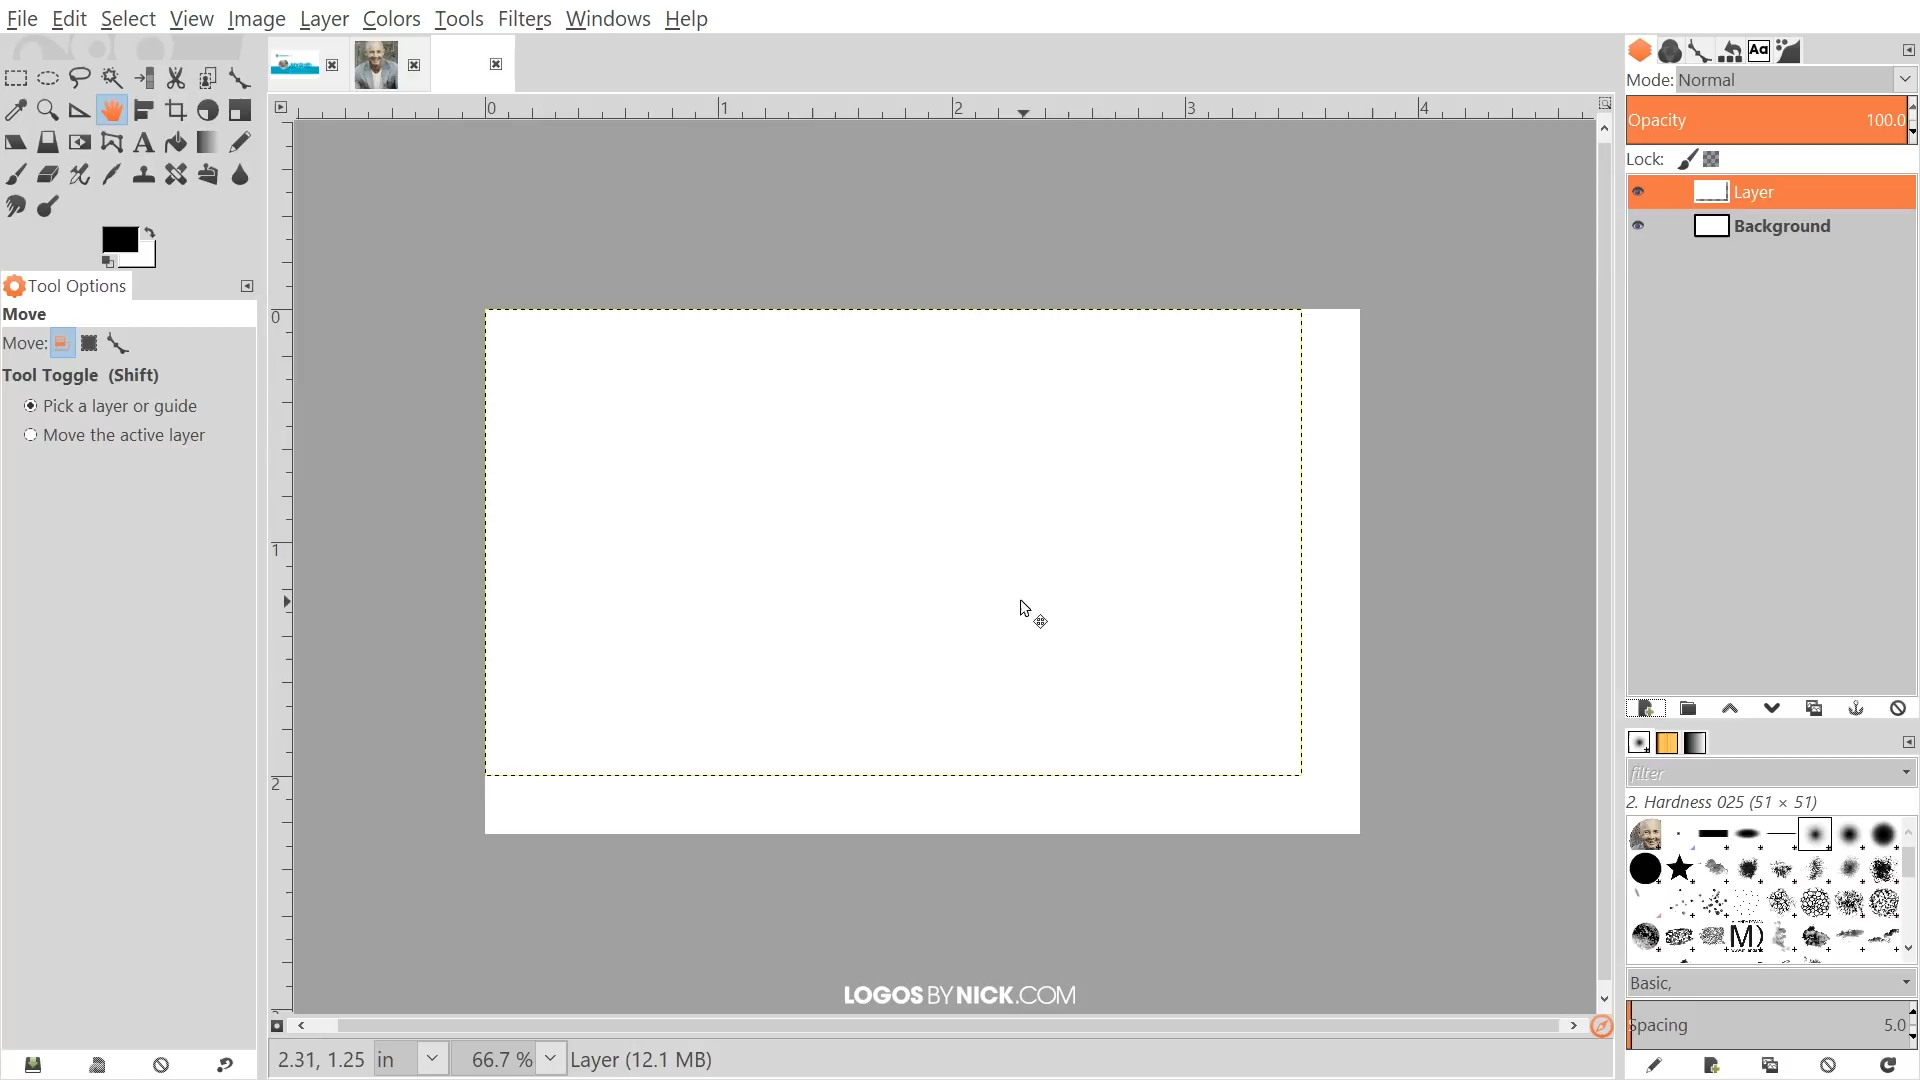 File Edit Select View Image Layer Colors Tools Filters Windows Help
Mode: Normal
Opacity 100.0
Lock:
Layer
Background
Tool Options
Move
Move:
Tool Toggle (Shift)
Pick a layer or guide
Move the active layer
0 1 2 3 4
0
1
2
filter
2. Hardness 025 (51 × 51)
Basic,
Spacing 5.0
LOGOS BY NICK.COM
2.31, 1.25 in 66.7 % Layer (12.1 MB)